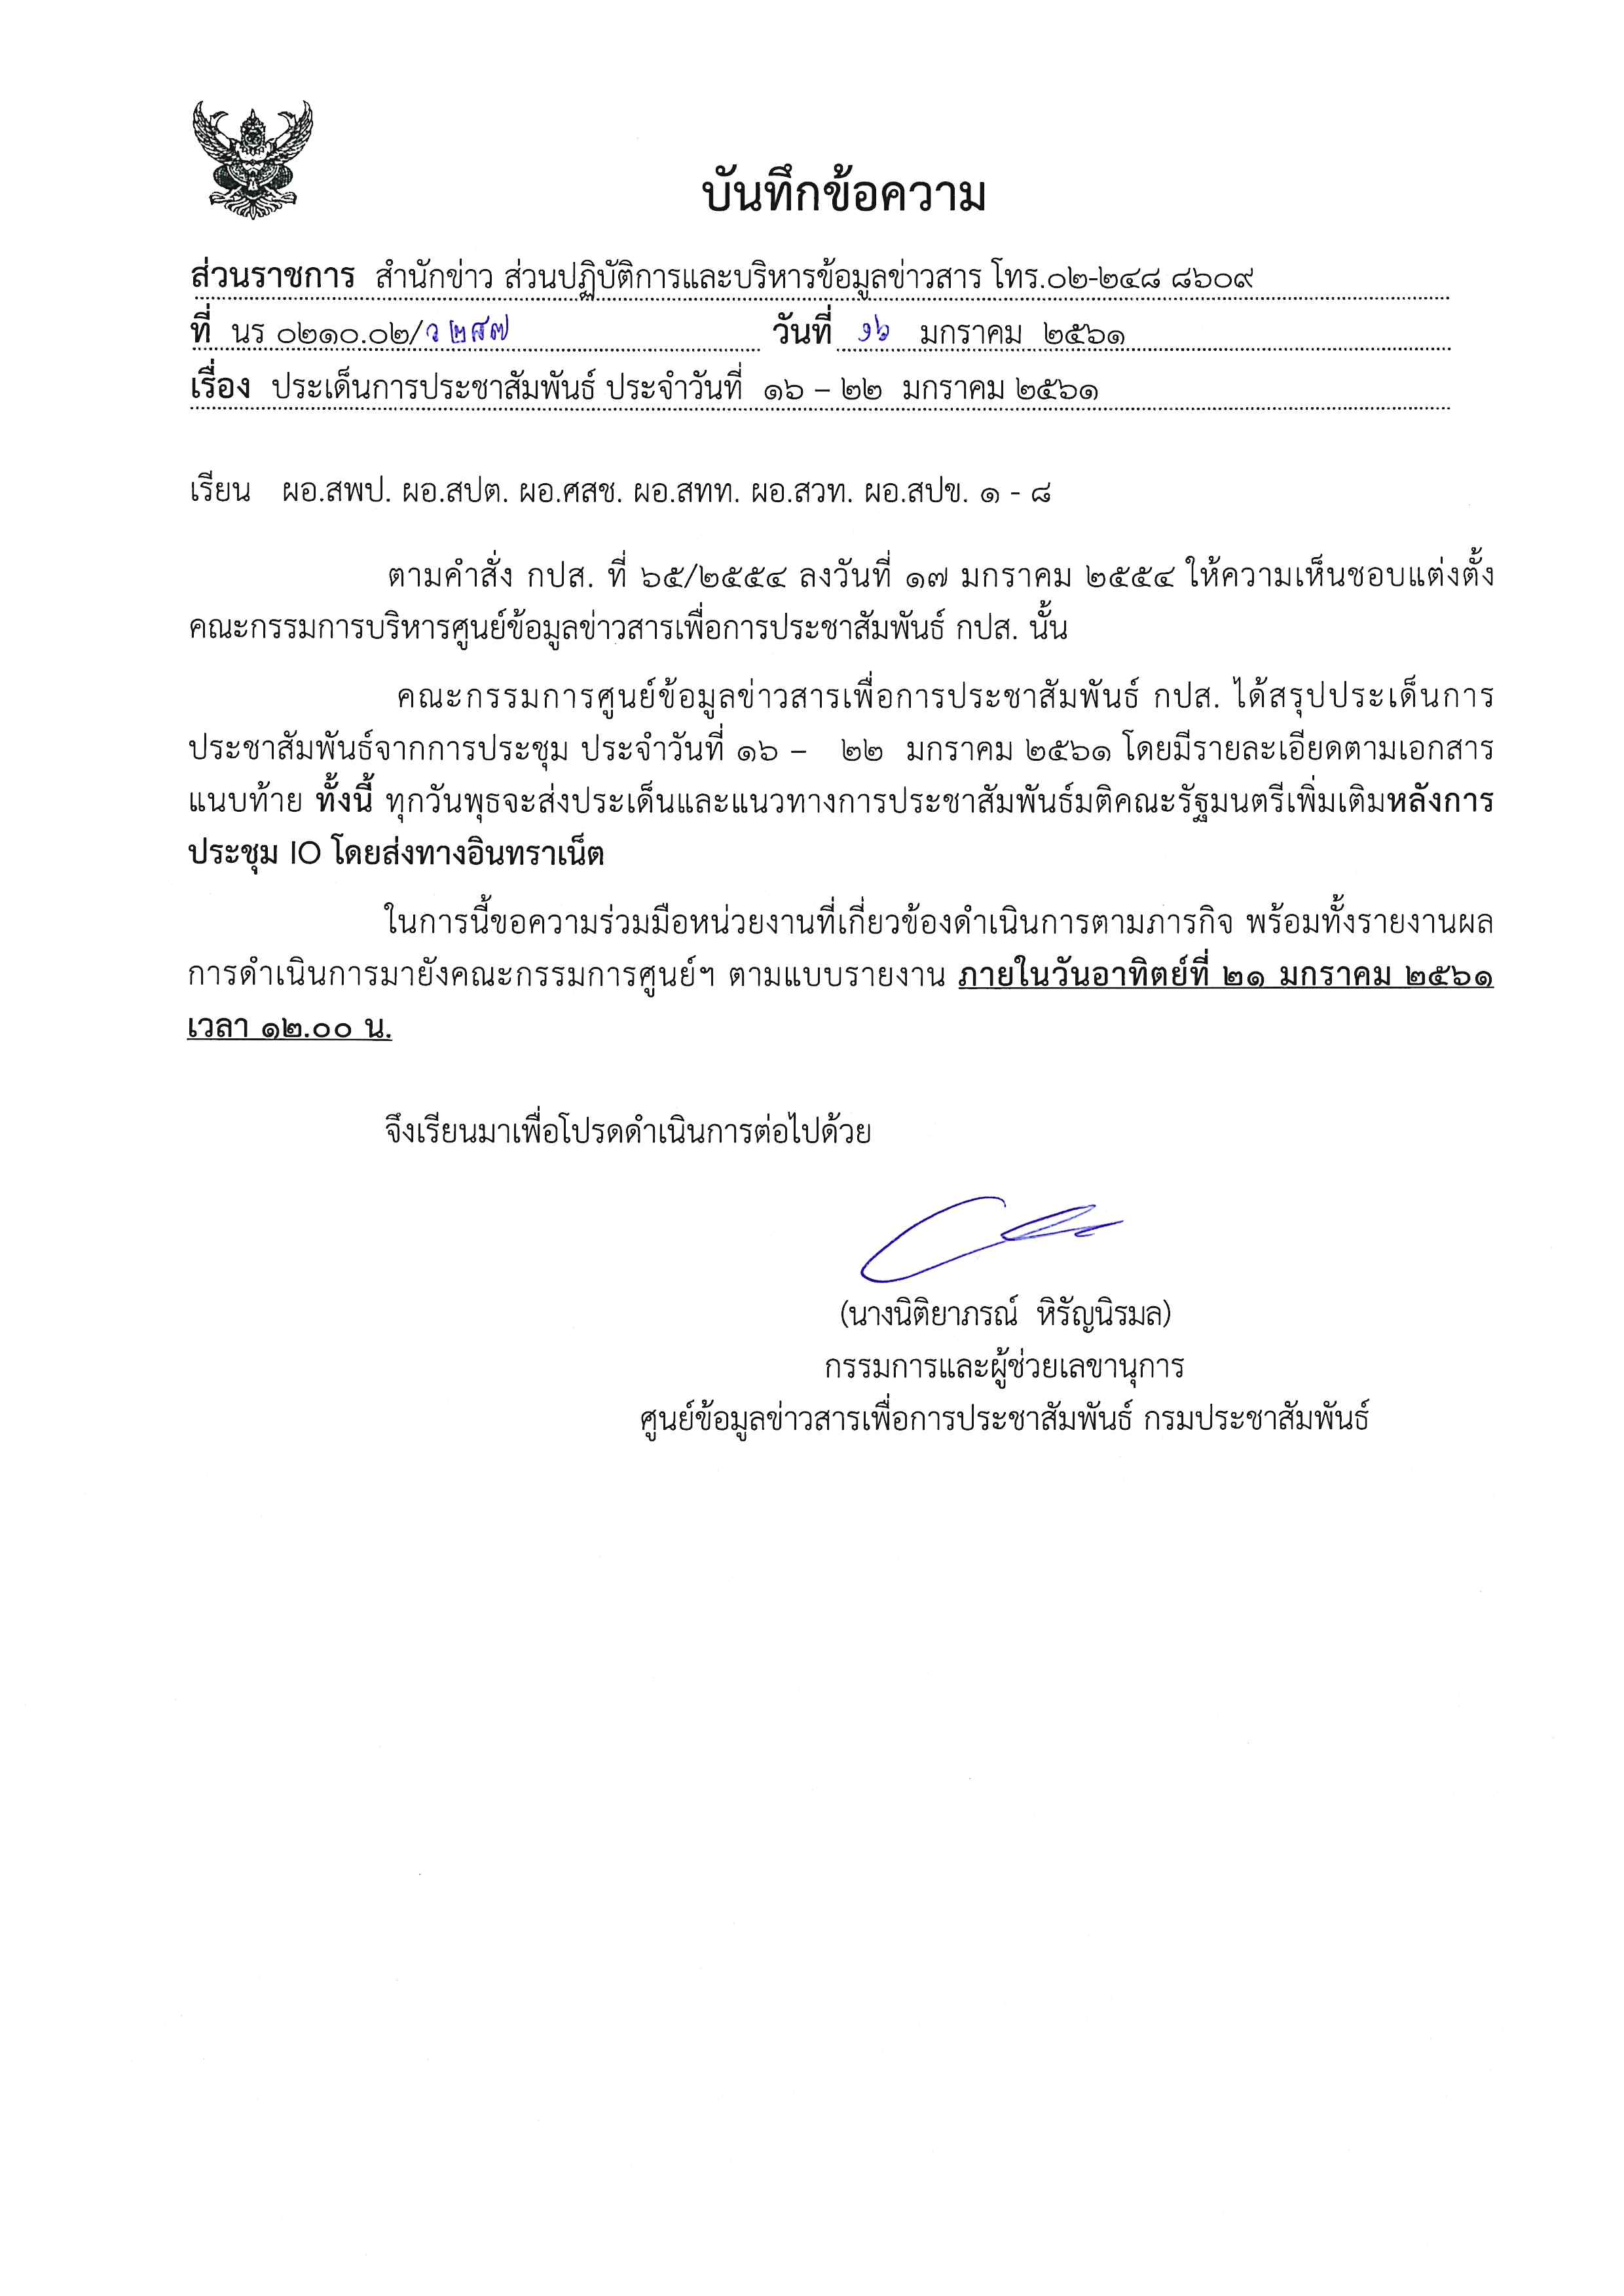 บันทึกข้อความ
ส่วนราชการ สำนักข่าว ส่วนปฏิบัติการและบริหารข้อมูลข่าวสาร โทร.๐๒-๒๔๘ ๘๖๐๙
ที่ นร ๐๒๑๐.๐๒/ว ๒๘๗ วันที่ ๑๖ มกราคม ๒๕๖๑
เรื่อง ประเด็นการประชาสัมพันธ์ ประจำวันที่ ๑๖ – ๒๒ มกราคม ๒๕๖๑
เรียน ผอ.สพป. ผอ.สปต. ผอ.ศสช. ผอ.สทท. ผอ.สวท. ผอ.สปข. ๑ - ๘
ตามคำสั่ง กปส. ที่ ๖๕/๒๕๕๔ ลงวันที่ ๑๗ มกราคม ๒๕๕๔ ให้ความเห็นชอบแต่งตั้ง
คณะกรรมการบริหารศูนย์ข้อมูลข่าวสารเพื่อการประชาสัมพันธ์ กปส. นั้น
คณะกรรมการศูนย์ข้อมูลข่าวสารเพื่อการประชาสัมพันธ์ กปส. ได้สรุปประเด็นการ
ประชาสัมพันธ์จากการประชุม ประจำวันที่ ๑๖ – ๒๒ มกราคม ๒๕๖๑ โดยมีรายละเอียดตามเอกสาร
แนบท้าย ทั้งนี้ ทุกวันพุธจะส่งประเด็นและแนวทางการประชาสัมพันธ์มติคณะรัฐมนตรีเพิ่มเติมหลังการ
ประชุม IO โดยส่งทางอินทราเน็ต
ในการนี้ขอความร่วมมือหน่วยงานที่เกี่ยวข้องดำเนินการตามภารกิจ พร้อมทั้งรายงานผล
การดำเนินการมายังคณะกรรมการศูนย์ฯ ตามแบบรายงาน ภายในวันอาทิตย์ที่ ๒๑ มกราคม ๒๕๖๑
เวลา ๑๒.๐๐ น.
จึงเรียนมาเพื่อโปรดดำเนินการต่อไปด้วย
(นางนิติยาภรณ์ หิรัญนิรมล)
กรรมการและผู้ช่วยเลขานุการ
ศูนย์ข้อมูลข่าวสารเพื่อการประชาสัมพันธ์ กรมประชาสัมพันธ์